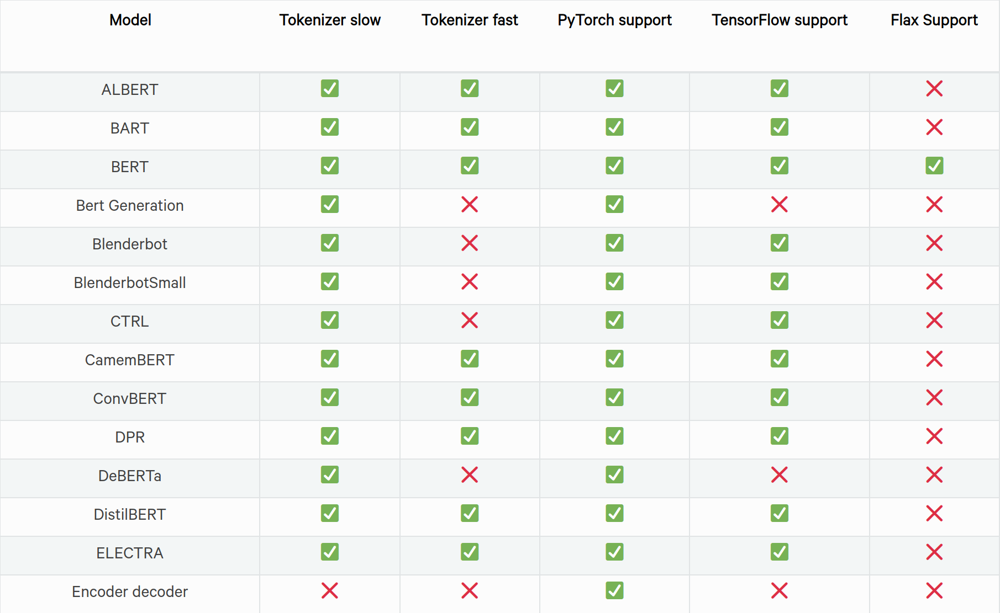 Model Tokenizer slow Tokenizer fast PyTorch support TensorFlow support Flax Support
ALBERT ✅ ✅ ✅ ✅ ❌
BART ✅ ✅ ✅ ✅ ❌
BERT ✅ ✅ ✅ ✅ ✅
Bert Generation ✅ ❌ ✅ ❌ ❌
Blenderbot ✅ ❌ ✅ ✅ ❌
BlenderbotSmall ✅ ❌ ✅ ✅ ❌
CTRL ✅ ❌ ✅ ✅ ❌
CamemBERT ✅ ✅ ✅ ✅ ❌
ConvBERT ✅ ✅ ✅ ✅ ❌
DPR ✅ ✅ ✅ ✅ ❌
DeBERTa ✅ ❌ ✅ ❌ ❌
DistilBERT ✅ ✅ ✅ ✅ ❌
ELECTRA ✅ ✅ ✅ ✅ ❌
Encoder decoder ❌ ❌ ✅ ❌ ❌